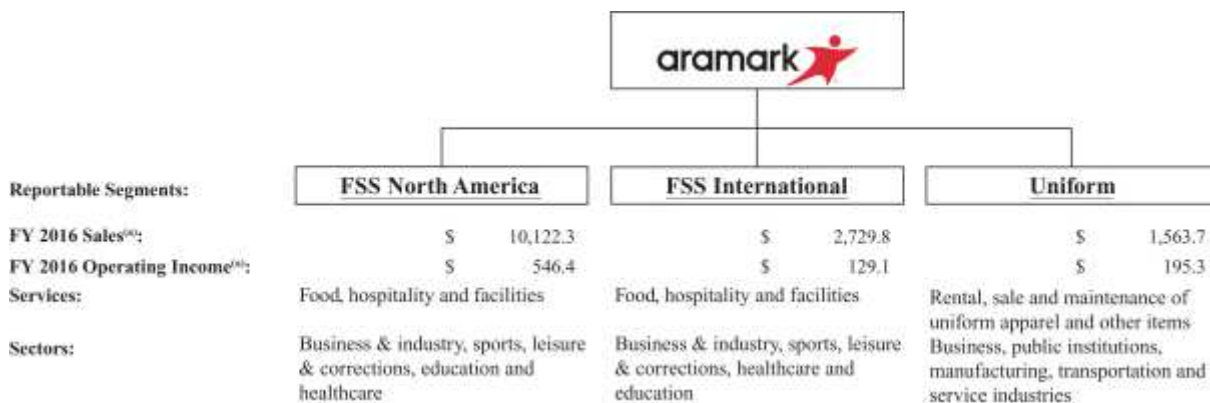 aramark
Reportable Segments:
FSS North America
FSS International
Uniform
FY 2016 Sales⁽ᵃ⁾: $ 10,122.3 $ 2,729.8 $ 1,563.7
FY 2016 Operating Income⁽ᵃ⁾: $ 546.4 $ 129.1 $ 195.3
Services:
Food, hospitality and facilities
Food, hospitality and facilities
Rental, sale and maintenance of
uniform apparel and other items
Sectors:
Business & industry, sports, leisure
& corrections, education and
healthcare
Business & industry, sports, leisure
& corrections, healthcare and
education
Business, public institutions,
manufacturing, transportation and
service industries